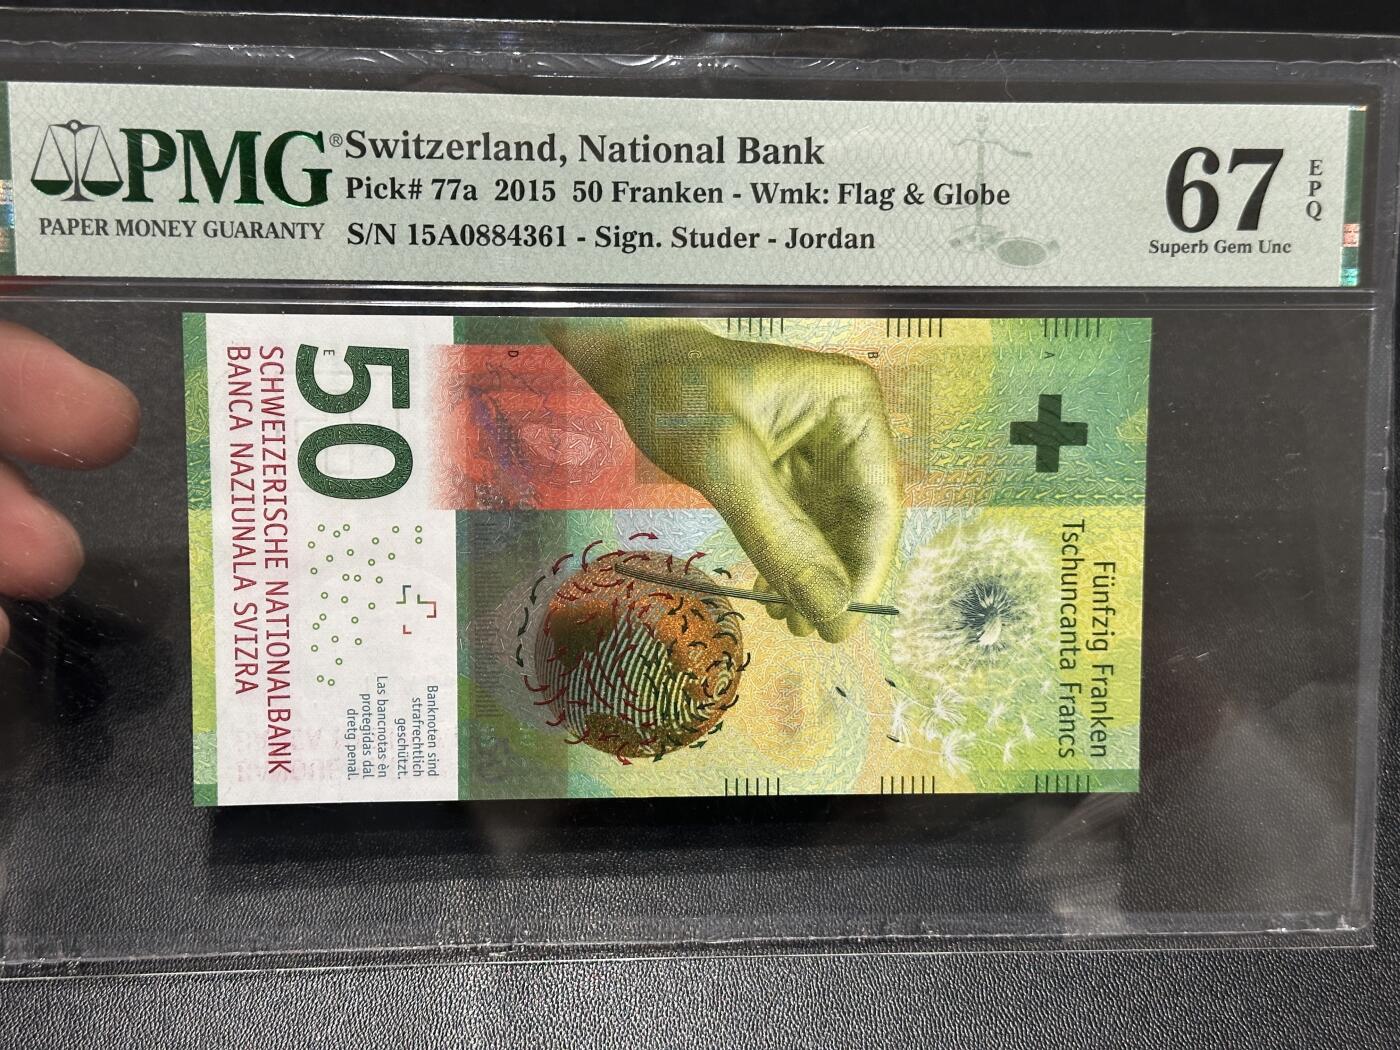 PMG®
PAPER MONEY GUARANTY
Switzerland, National Bank
Pick# 77a 2015 50 Franken - Wmk: Flag & Globe
S/N 15A0884361 - Sign. Studer - Jordan
67
EPQ
Superb Gem Unc
50
SCHWEIZERISCHE NATIONALBANK
BANCA NAZIUNALA SVIZRA
E
D
C
B
A
Fünfzig Franken
Tschuncanta Francs
Banknoten sind
strafrechtlich
geschützt.
Las bancnotas èn
protegidas dal
dretg penal.